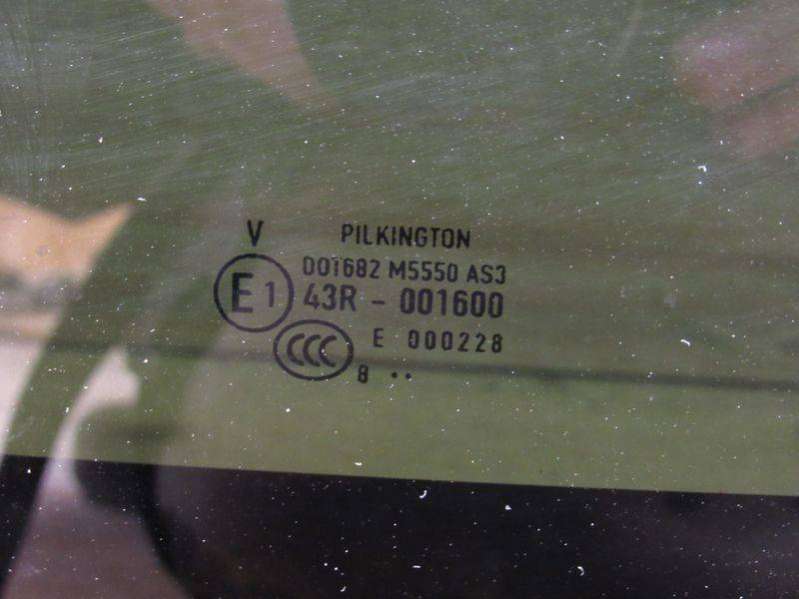 V PILKINGTON
DOT682 M5550 AS3
E1 43R - 001600
CCC E 000228
8 ··